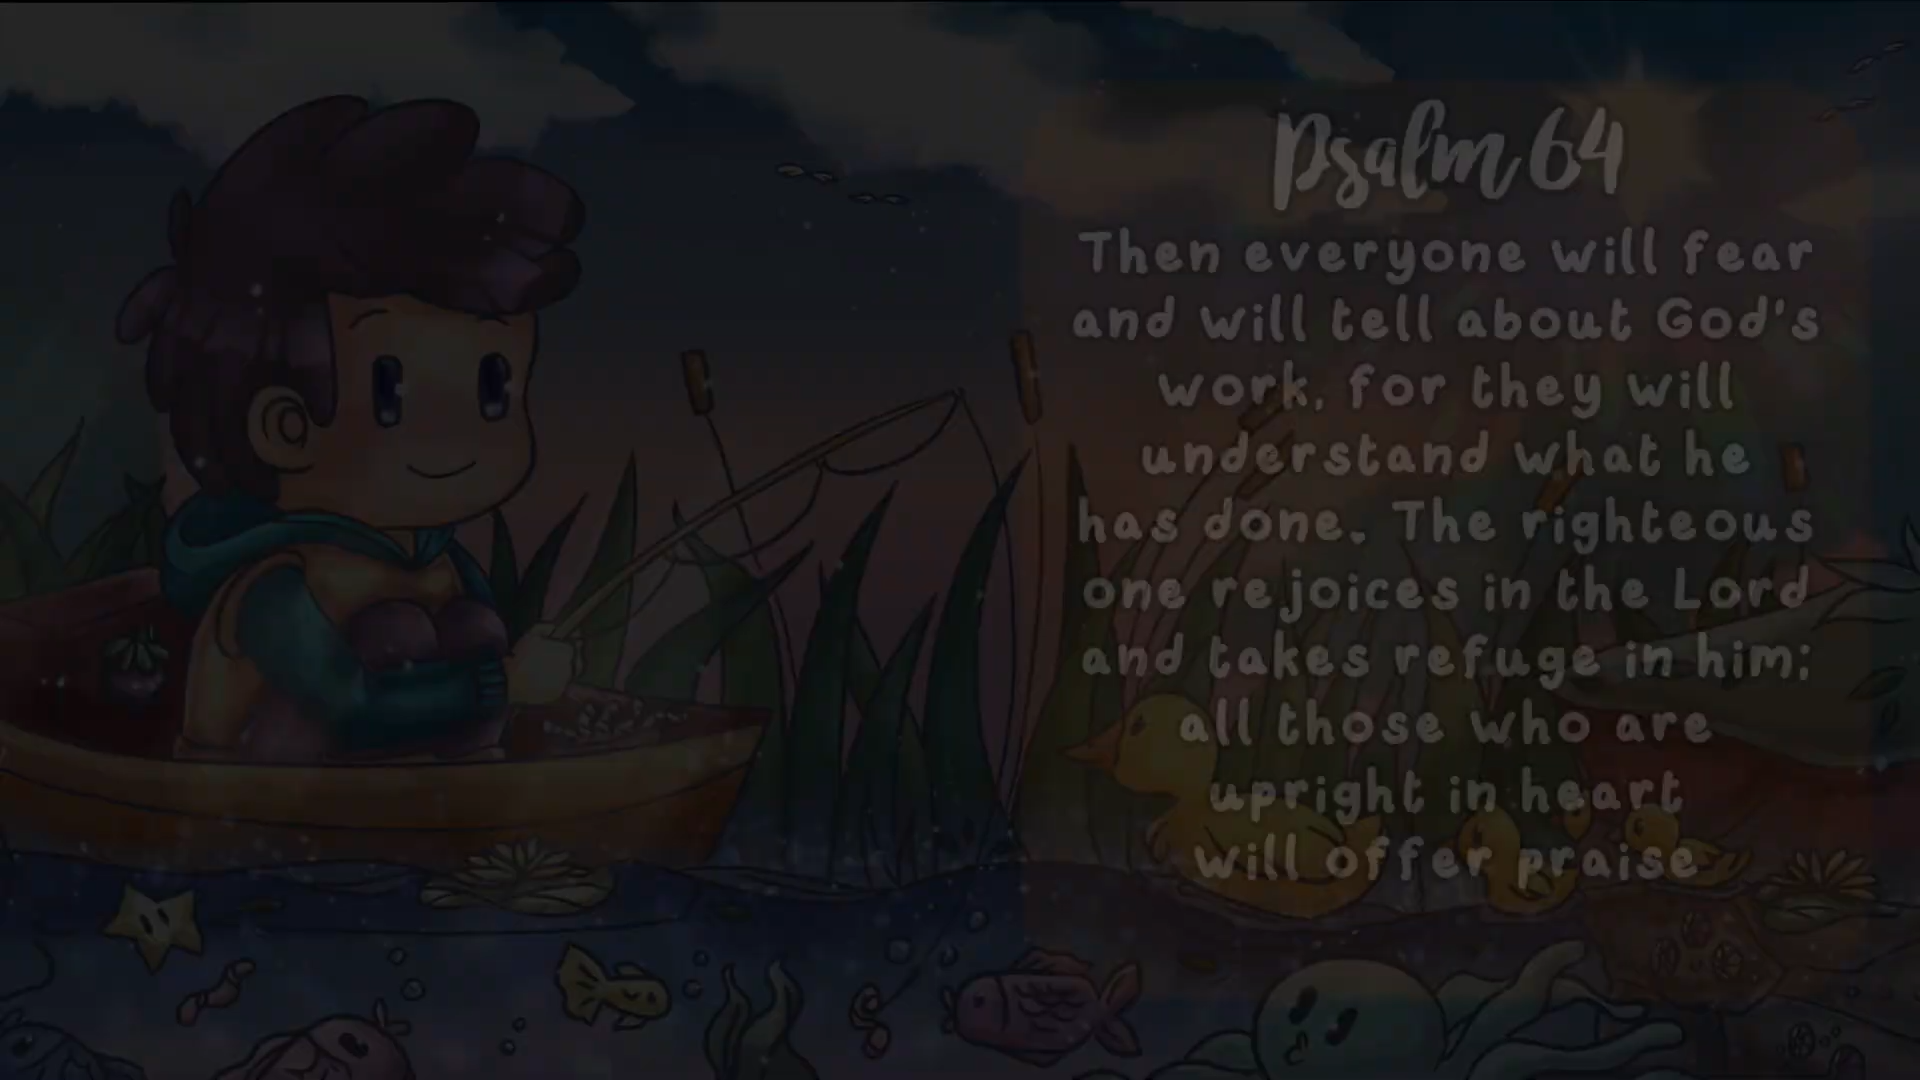 Psalm 64
Then everyone will fear
and will tell about God's
work, for they will
understand what he
has done. The righteous
one rejoices in the Lord
and takes refuge in him;
all those who are
upright in heart
will offer praise